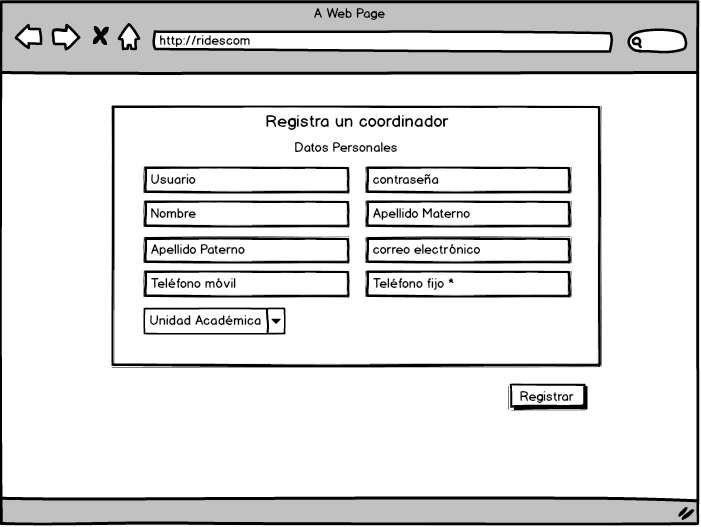 A Web Page
http://ridescom
Registra un coordinador
Datos Personales
Usuario
contraseña
Nombre
Apellido Materno
Apellido Paterno
correo electrónico
Teléfono móvil
Teléfono fijo *
Unidad Académica
Registrar